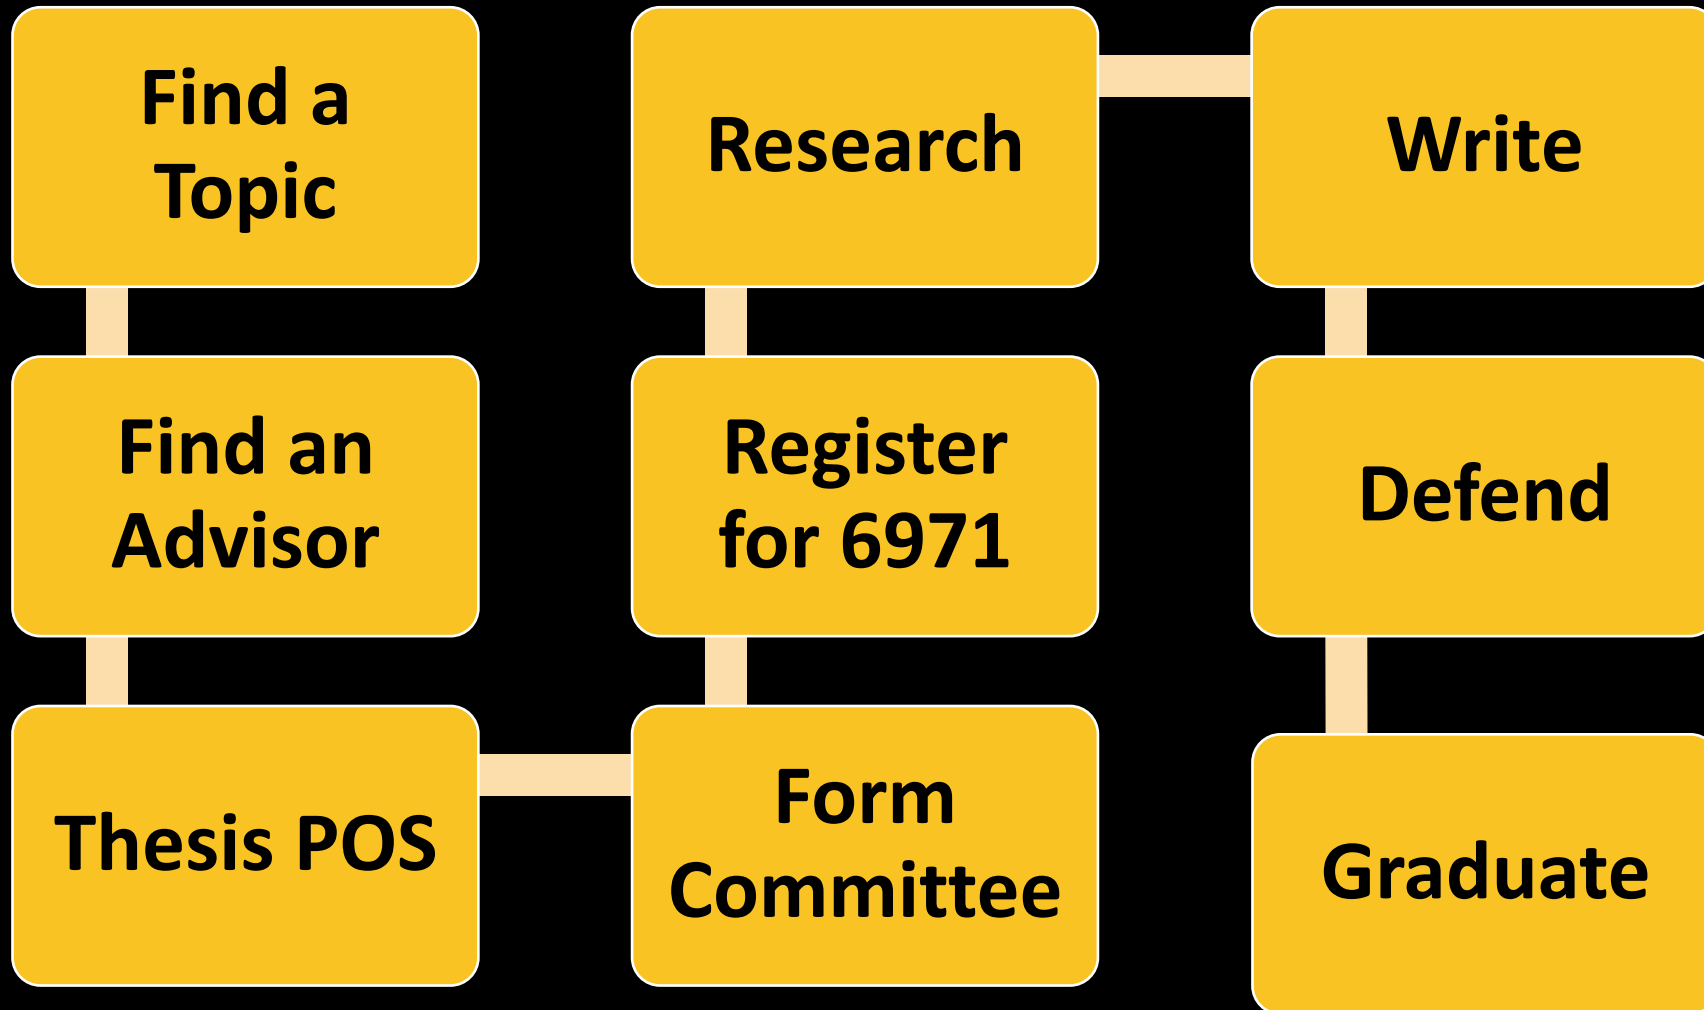 Find a
Topic
Find an
Advisor
Thesis POS
Form
Committee
Register
for 6971
Research
Write
Defend
Graduate